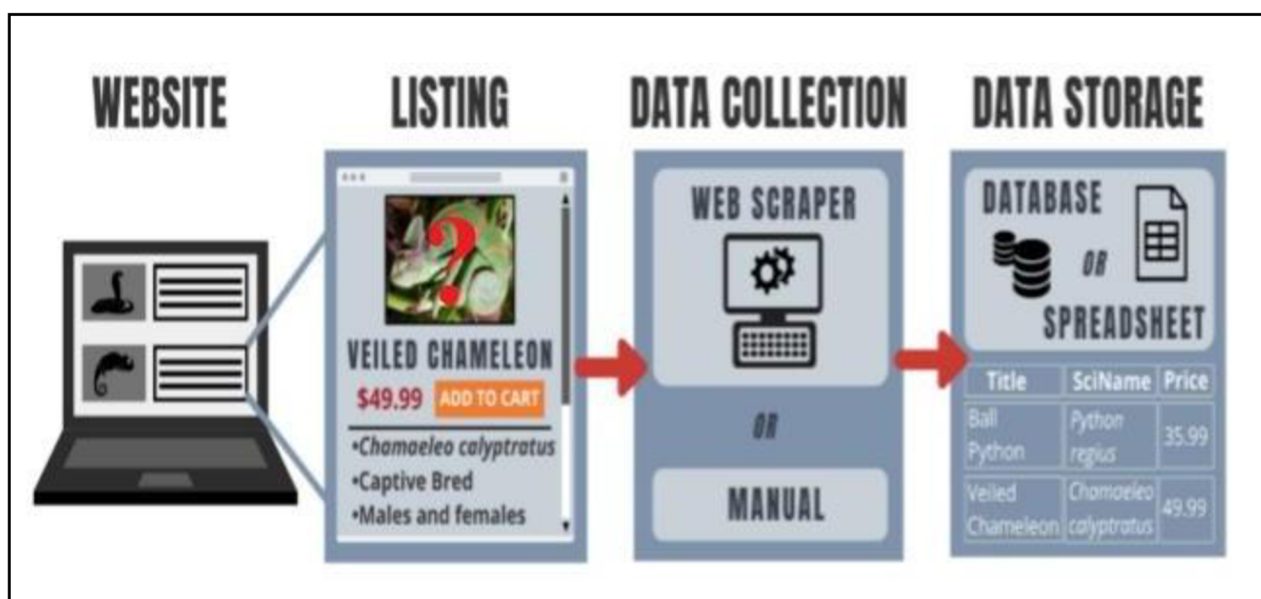 WEBSITE
LISTING
DATA COLLECTION
DATA STORAGE
?
VEILED CHAMELEON
$49.99 ADD TO CART
•Chamaeleo calyptratus
•Captive Bred
•Males and females
WEB SCRAPER
OR
MANUAL
DATABASE
OR
SPREADSHEET
Title SciName Price
Ball Python
Python regius
35.99
Veiled Chameleon
Chamaeleo calyptratus
49.99